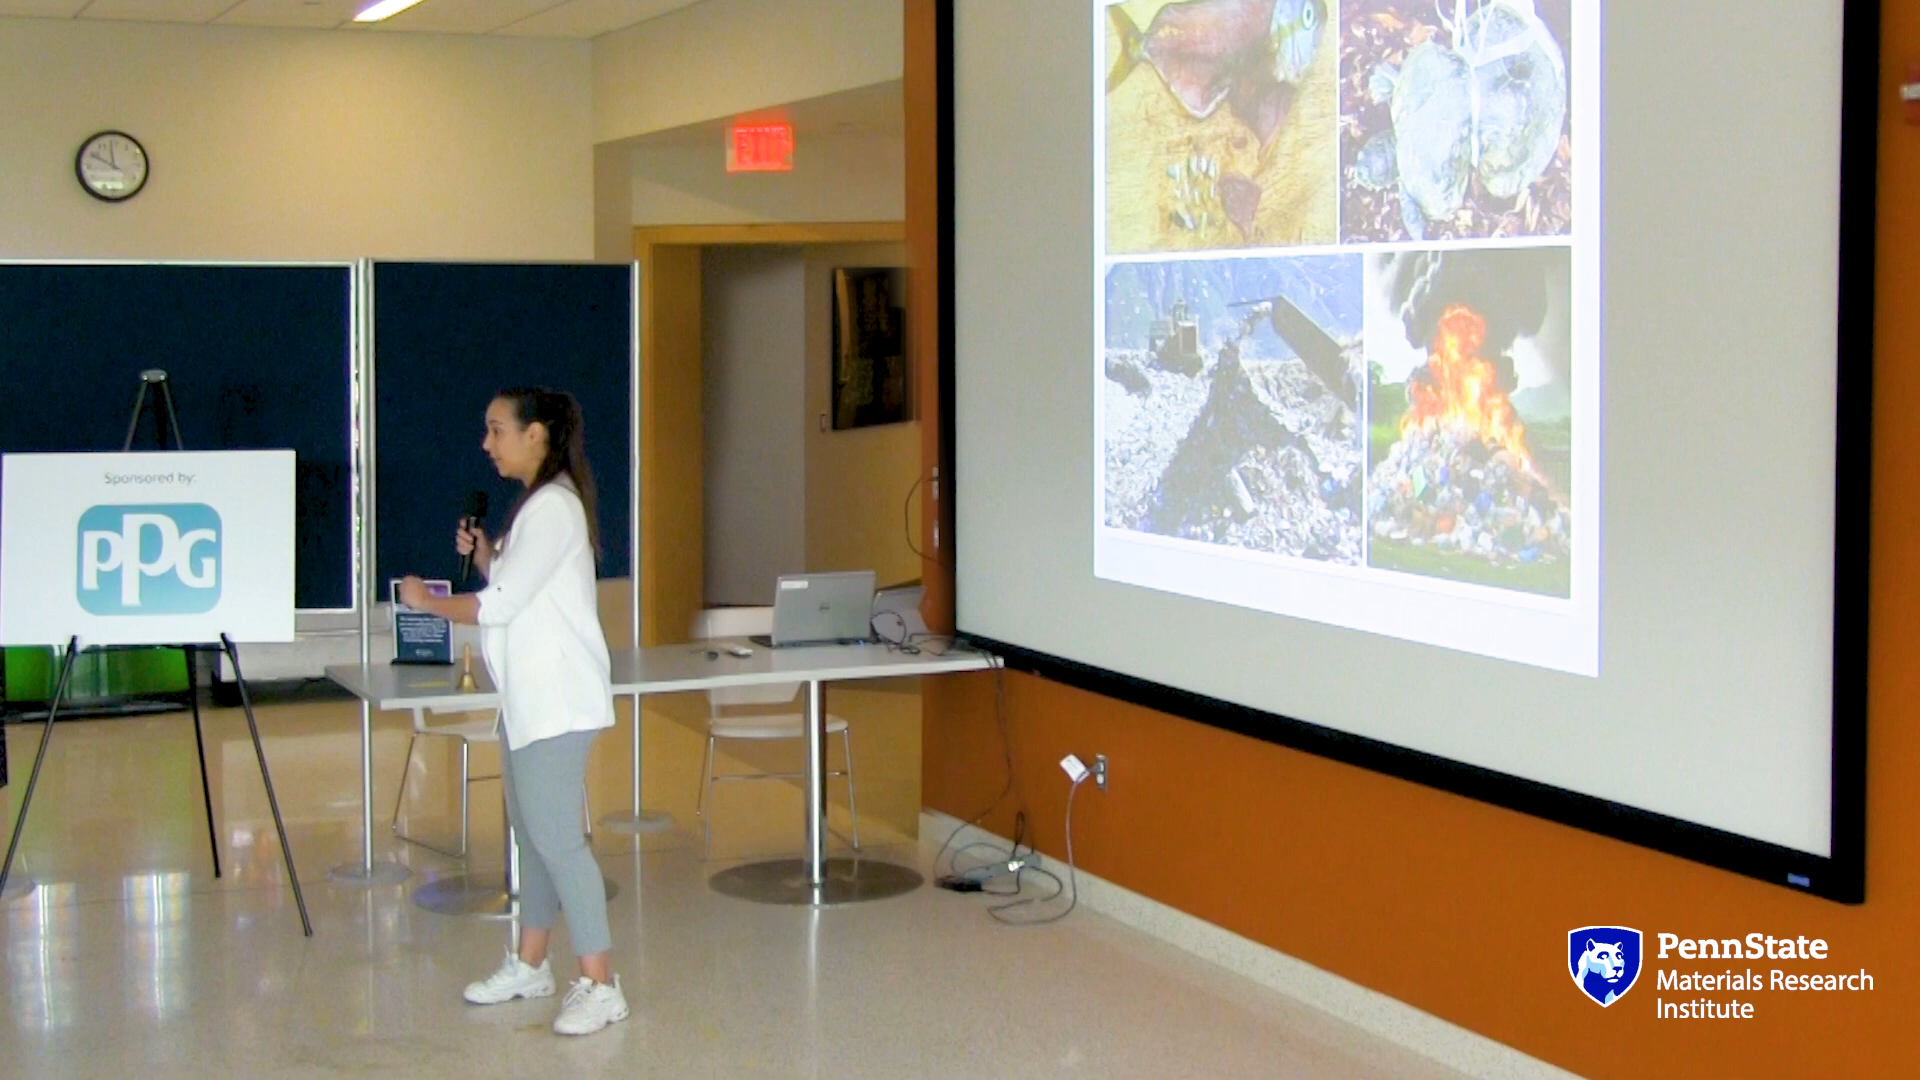 Sponsored by:
PPG
EXIT
PennState
Materials Research
Institute